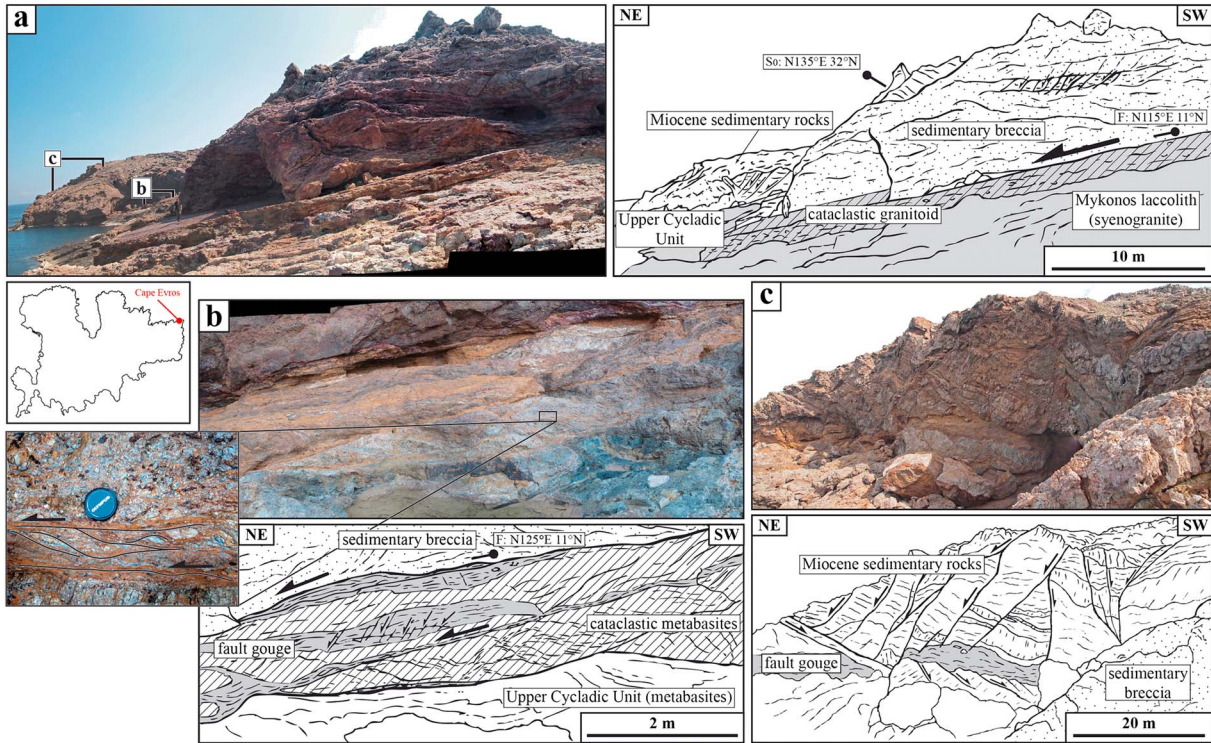 a
c
b
NE
SW
So: N135°E 32°N
Miocene sedimentary rocks
sedimentary breccia
F: N115°E 11°N
Upper Cycladic
Unit
cataclastic granitoid
Mykonos laccolith
(syenogranite)
10 m
Cape Evros
b
c
OLYMPUS
NE
SW
sedimentary breccia
F: N125°E 11°N
fault gouge
cataclastic metabasites
Upper Cycladic Unit (metabasites)
2 m
NE
SW
Miocene sedimentary rocks
fault gouge
sedimentary
breccia
20 m